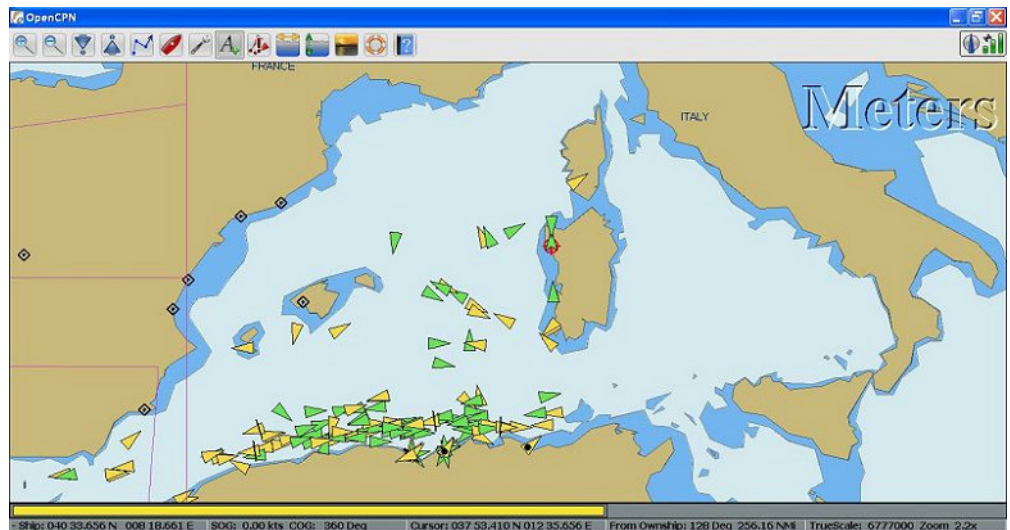 OpenCPN
FRANCE
ITALY
Meters
- Ship: 040 33.656 N 008 18.661 E SOG: 0.00 kts COG: 360 Deg Cursor: 037 53.410 N 012 35.656 E From Ownship: 128 Deg 256.16 NMi TrueScale: 6777000 Zoom 2.2x